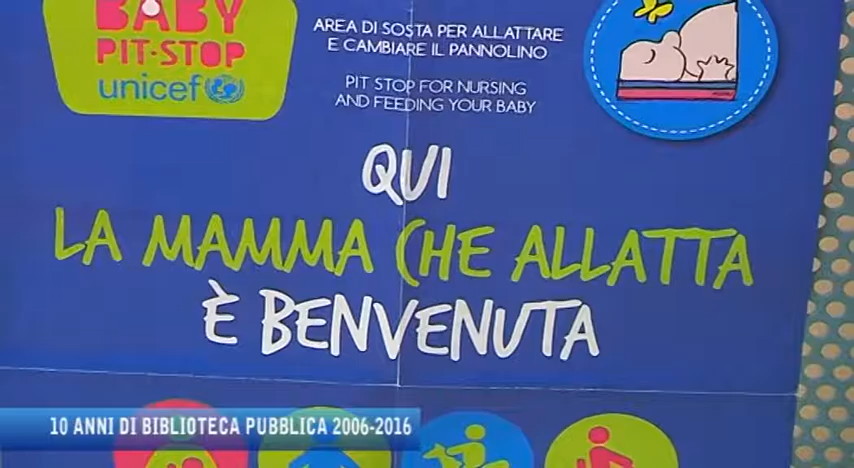 BABY
PIT-STOP
unicef
AREA DI SOSTA PER ALLATTARE
E CAMBIARE IL PANNOLINO
PIT STOP FOR NURSING
AND FEEDING YOUR BABY
QUI
LA MAMMA CHE ALLATTA
È BENVENUTA
10 ANNI DI BIBLIOTECA PUBBLICA 2006-2016